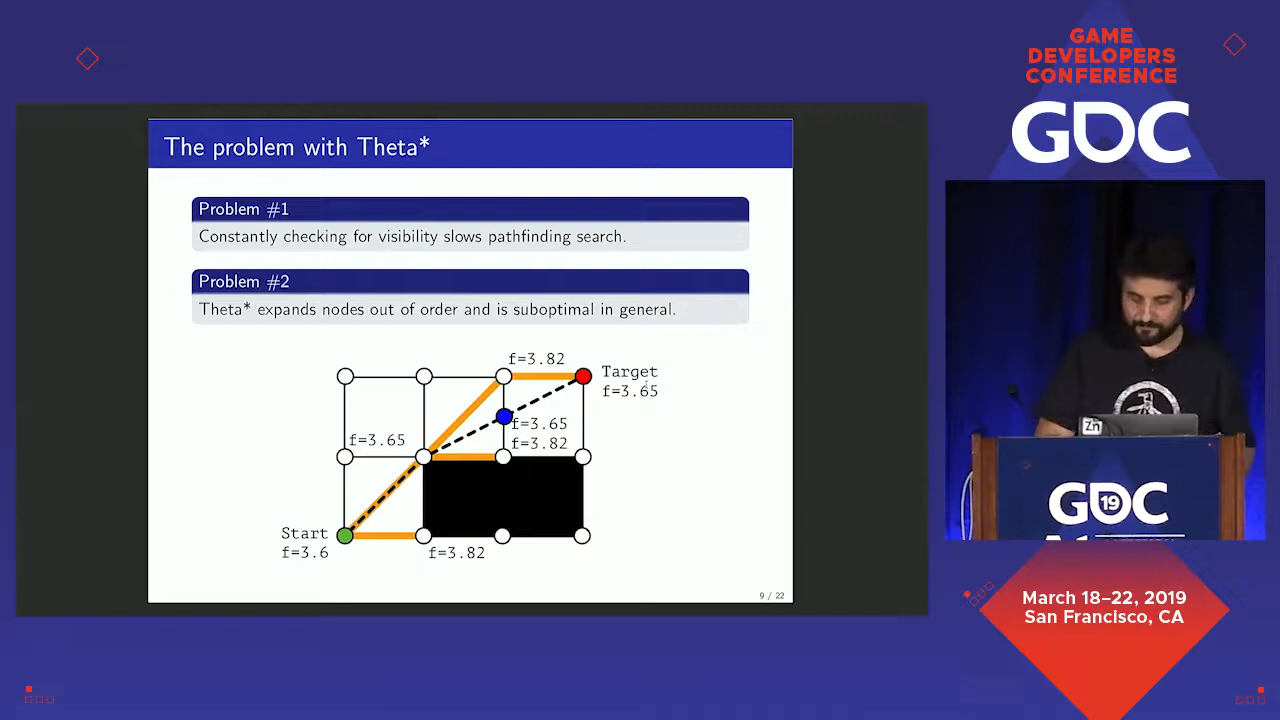 GAME
DEVELOPERS
CONFERENCE
GDC
The problem with Theta*
Problem #1
Constantly checking for visibility slows pathfinding search.
Problem #2
Theta* expands nodes out of order and is suboptimal in general.
f=3.82
Target
f=3.65
f=3.65
f=3.65
f=3.82
Start
f=3.6
f=3.82
9 / 22
Zn
GDC
19
March 18–22, 2019
San Francisco, CA